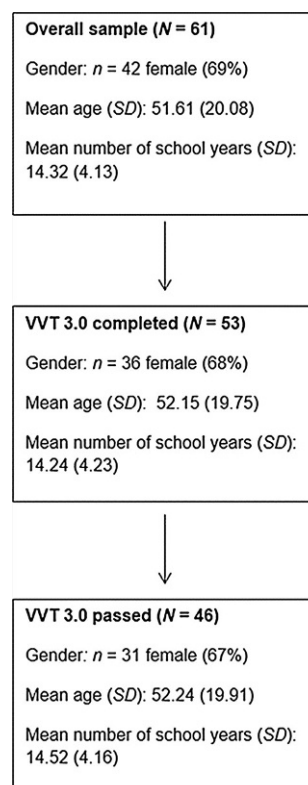 Overall sample (N = 61)
Gender: n = 42 female (69%)
Mean age (SD): 51.61 (20.08)
Mean number of school years (SD):
14.32 (4.13)
VVT 3.0 completed (N = 53)
Gender: n = 36 female (68%)
Mean age (SD): 52.15 (19.75)
Mean number of school years (SD):
14.24 (4.23)
VVT 3.0 passed (N = 46)
Gender: n = 31 female (67%)
Mean age (SD): 52.24 (19.91)
Mean number of school years (SD):
14.52 (4.16)